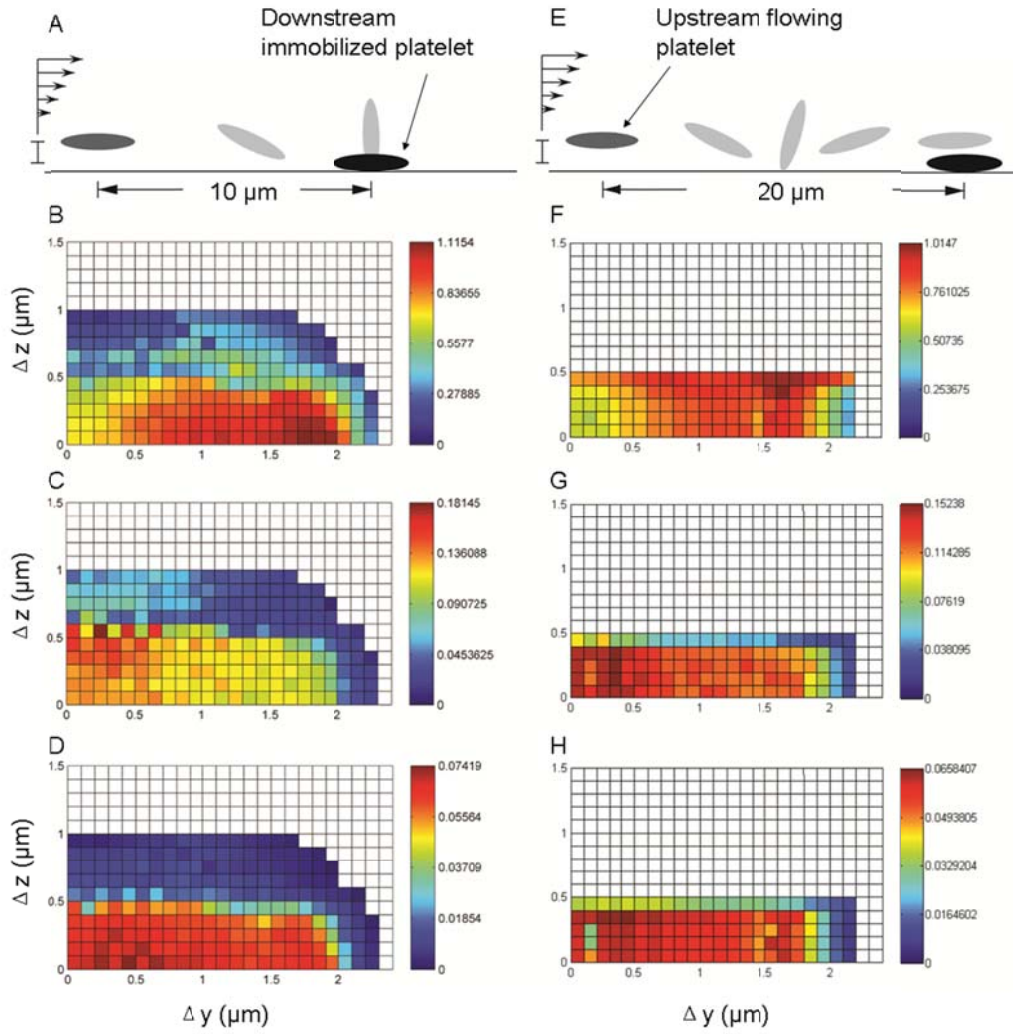 A
Downstream
immobilized platelet
10 μm
E
Upstream flowing
platelet
20 μm
B
1.5
1
0.5
0
0 0.5 1 1.5 2
1.1154
0.83655
0.5577
0.27885
0
Δ z (μm)
F
1.5
1
0.5
0
0 0.5 1 1.5 2
1.0147
0.761025
0.50735
0.253675
0
C
1.5
1
0.5
0
0 0.5 1 1.5 2
0.18145
0.136088
0.090725
0.0453625
0
Δ z (μm)
G
1.5
1
0.5
0
0 0.5 1 1.5 2
0.15238
0.114285
0.07619
0.038095
0
D
1.5
1
0.5
0
0 0.5 1 1.5 2
0.07419
0.05564
0.03709
0.01854
0
Δ z (μm)
Δ y (μm)
H
1.5
1
0.5
0
0 0.5 1 1.5 2
0.0658407
0.0493805
0.0329204
0.0164602
0
Δ y (μm)